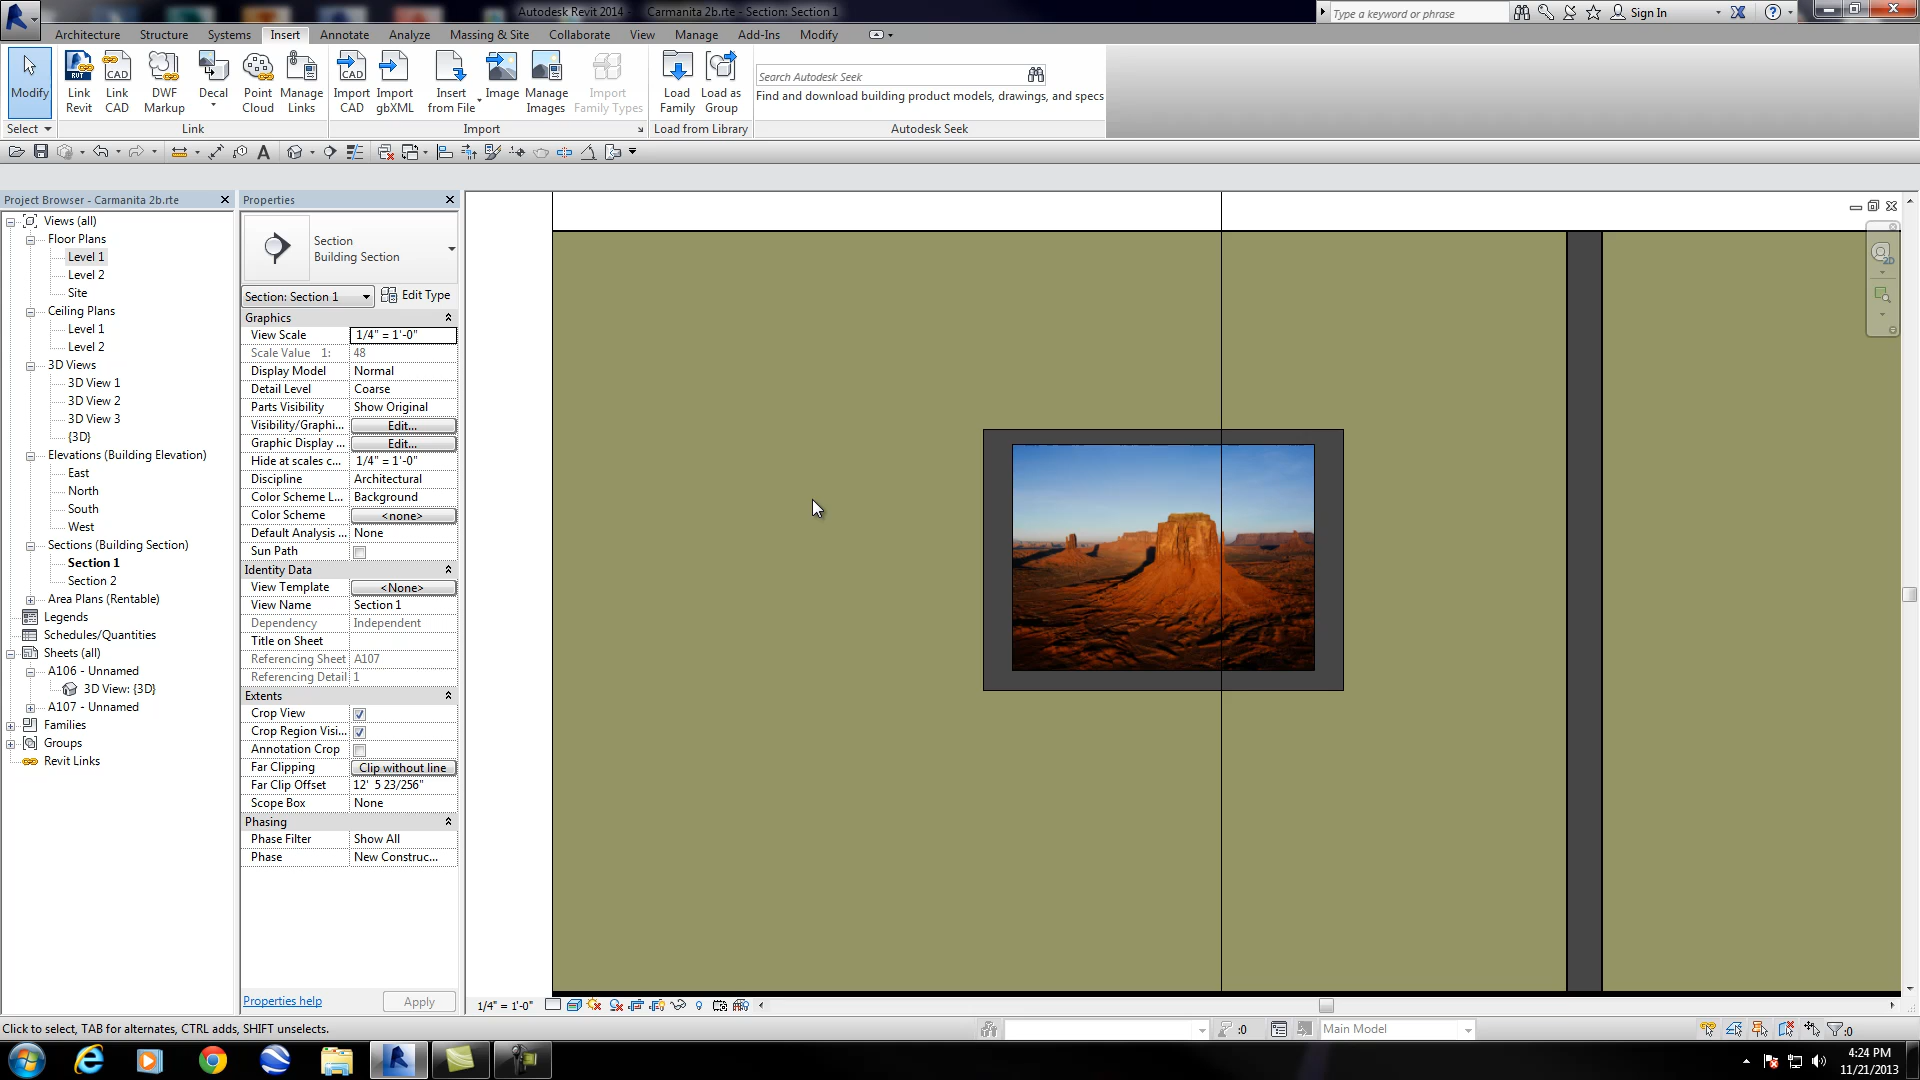 Autodesk Revit 2014 -    Carmanita 2b.rte - Section: Section 1
Type a keyword or phrase
Sign In
Architecture Structure Systems Insert Annotate Analyze Massing & Site Collaborate View Manage Add-Ins Modify
Modify
Link Revit
Link CAD
DWF Markup
Decal
Point Cloud
Manage Links
Import CAD
Import gbXML
Insert from File
Image
Manage Images
Import Family Types
Load Family
Load as Group
Search Autodesk Seek
Find and download building product models, drawings, and specs
Select
Link
Import
Load from Library
Autodesk Seek
Project Browser - Carmanita 2b.rte
Views (all)
Floor Plans
Level 1
Level 2
Site
Ceiling Plans
Level 1
Level 2
3D Views
3D View 1
3D View 2
3D View 3
{3D}
Elevations (Building Elevation)
East
North
South
West
Sections (Building Section)
Section 1
Section 2
Area Plans (Rentable)
Legends
Schedules/Quantities
Sheets (all)
A106 - Unnamed
3D View: {3D}
A107 - Unnamed
Families
Groups
Revit Links
Properties
Section
Building Section
Section: Section 1
Edit Type
Graphics
View Scale 1/4" = 1'-0"
Scale Value 1: 48
Display Model Normal
Detail Level Coarse
Parts Visibility Show Original
Visibility/Graphi... Edit...
Graphic Display ... Edit...
Hide at scales c... 1/4" = 1'-0"
Discipline Architectural
Color Scheme L... Background
Color Scheme <none>
Default Analysis ... None
Sun Path
Identity Data
View Template <None>
View Name Section 1
Dependency Independent
Title on Sheet
Referencing Sheet A107
Referencing Detail 1
Extents
Crop View
Crop Region Visi...
Annotation Crop
Far Clipping Clip without line
Far Clip Offset 12' 5 23/256"
Scope Box None
Phasing
Phase Filter Show All
Phase New Construc...
Properties help
Apply
2D
1/4" = 1'-0"
Click to select, TAB for alternates, CTRL adds, SHIFT unselects.
:0
Main Model
:0
4:24 PM
11/21/2013